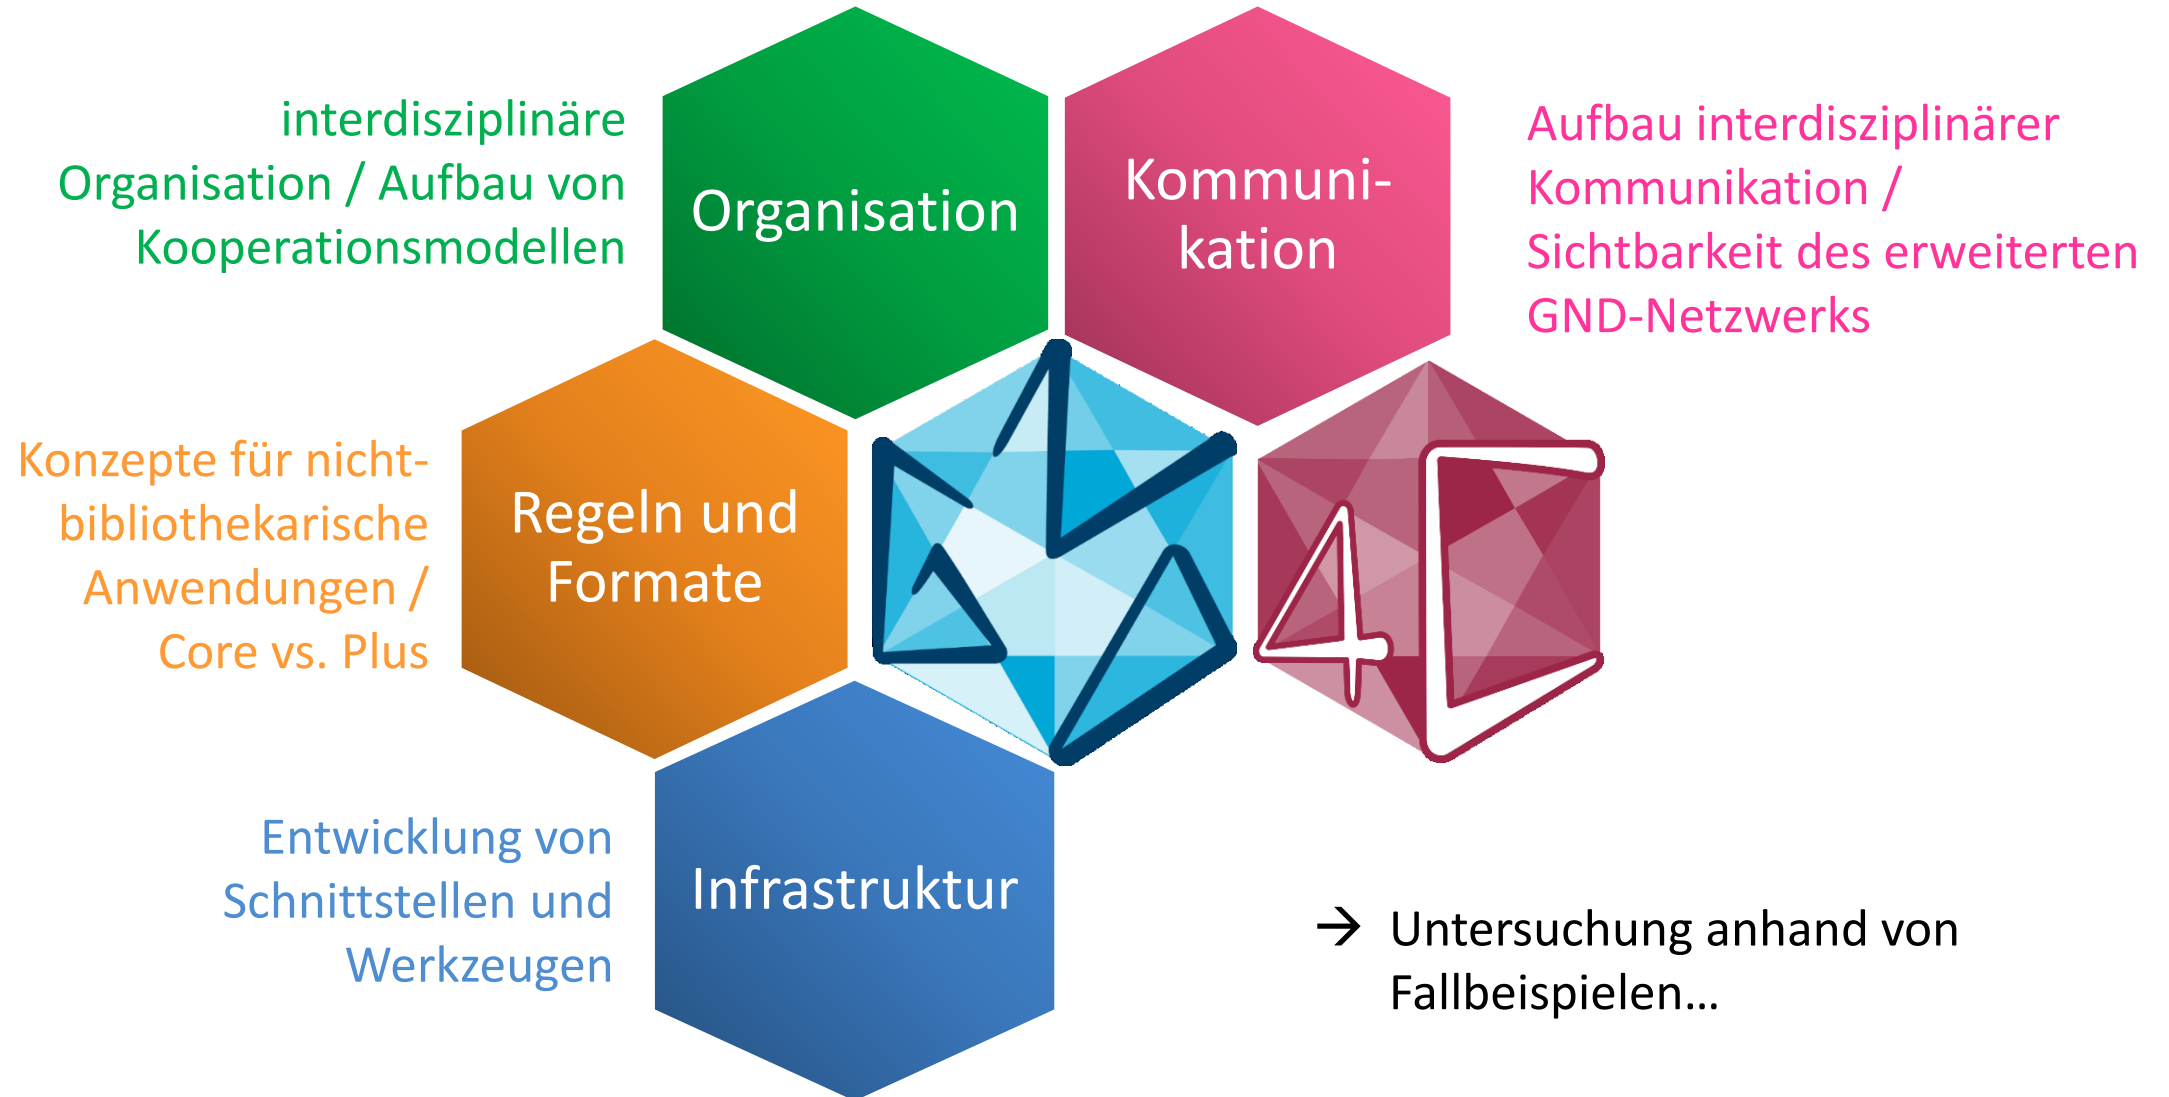 interdisziplinäre
Organisation / Aufbau von
Kooperationsmodellen
Organisation
Kommuni-
kation
Aufbau interdisziplinärer
Kommunikation /
Sichtbarkeit des erweiterten
GND-Netzwerks
Konzepte für nicht-
bibliothekarische
Anwendungen /
Core vs. Plus
Regeln und
Formate
4C
Entwicklung von
Schnittstellen und
Werkzeugen
Infrastruktur
→ Untersuchung anhand von
Fallbeispielen...